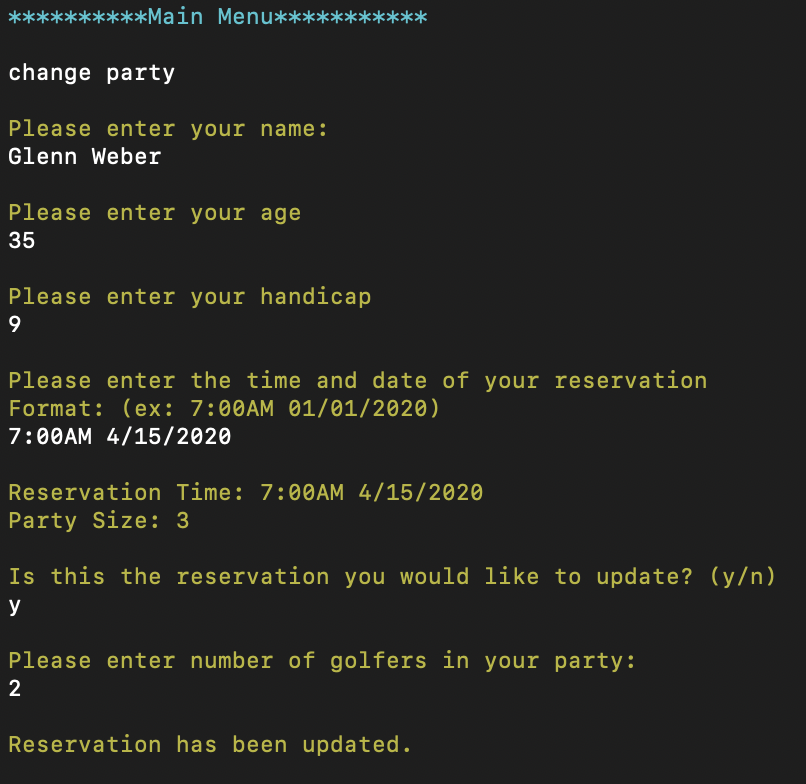 **********Main Menu***********
change party
Please enter your name:
Glenn Weber
Please enter your age
35
Please enter your handicap
9
Please enter the time and date of your reservation
Format: (ex: 7:00AM 01/01/2020)
7:00AM 4/15/2020
Reservation Time: 7:00AM 4/15/2020
Party Size: 3
Is this the reservation you would like to update? (y/n)
y
Please enter number of golfers in your party:
2
Reservation has been updated.